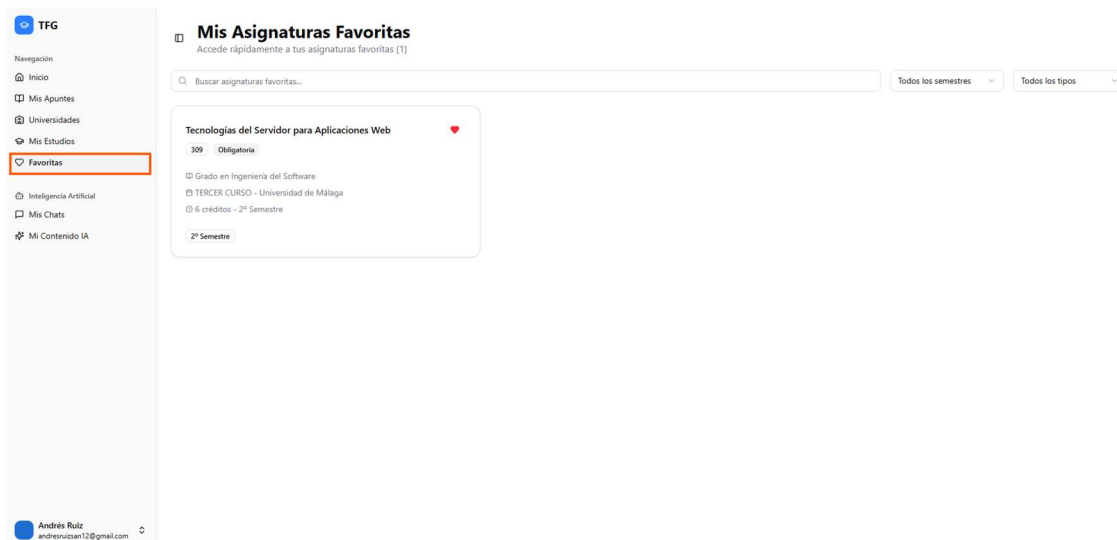 TFG
Navegación
Inicio
Mis Apuntes
Universidades
Mis Estudios
Favoritas
Inteligencia Artificial
Mis Chats
Mi Contenido IA
Andrés Ruiz
andresruizsan12@gmail.com
Mis Asignaturas Favoritas
Accede rápidamente a tus asignaturas favoritas (1)
Buscar asignaturas favoritas...
Todos los semestres
Todos los tipos
Tecnologías del Servidor para Aplicaciones Web
309 Obligatoria
Grado en Ingeniería del Software
TERCER CURSO - Universidad de Málaga
6 créditos - 2º Semestre
2º Semestre